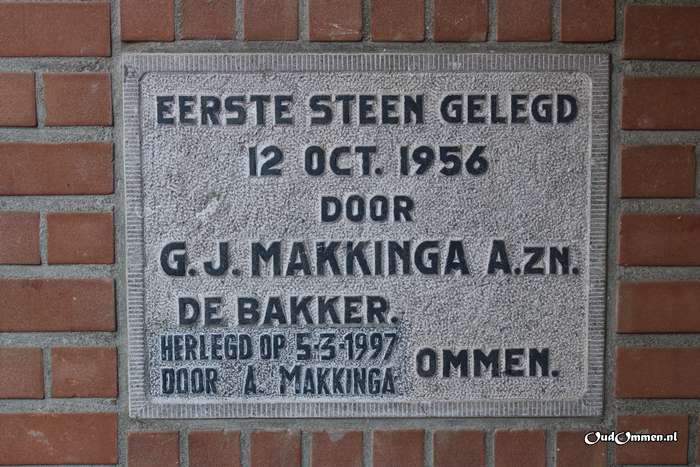 EERSTE STEEN GELEGD
12 OCT. 1956
DOOR
G. J. MAKKINGA A.ZN.
DE BAKKER.
HERLEGD OP 5-3-1997
DOOR A. MAKKINGA
OMMEN.
OudOmmen.nl